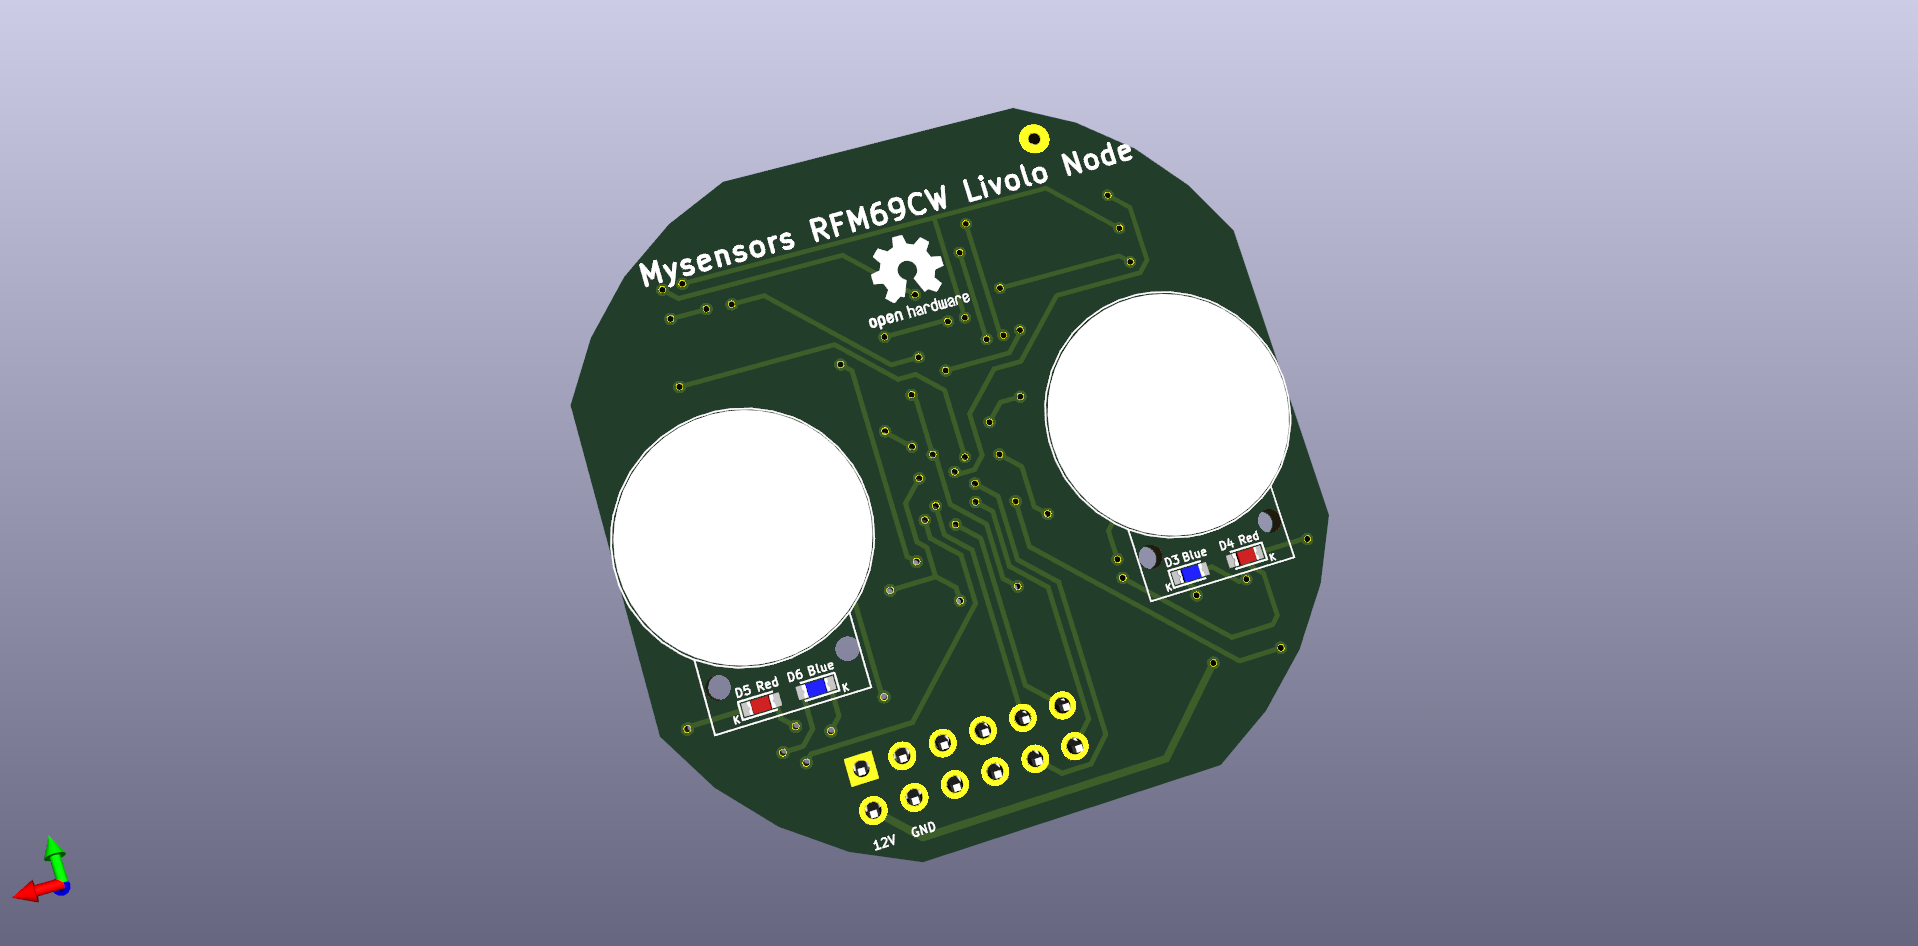 Mysensors RFM69CW Livolo Node
open hardware
D3 Blue
D4 Red
K
K
D5 Red
D6 Blue
K
K
12V
GND